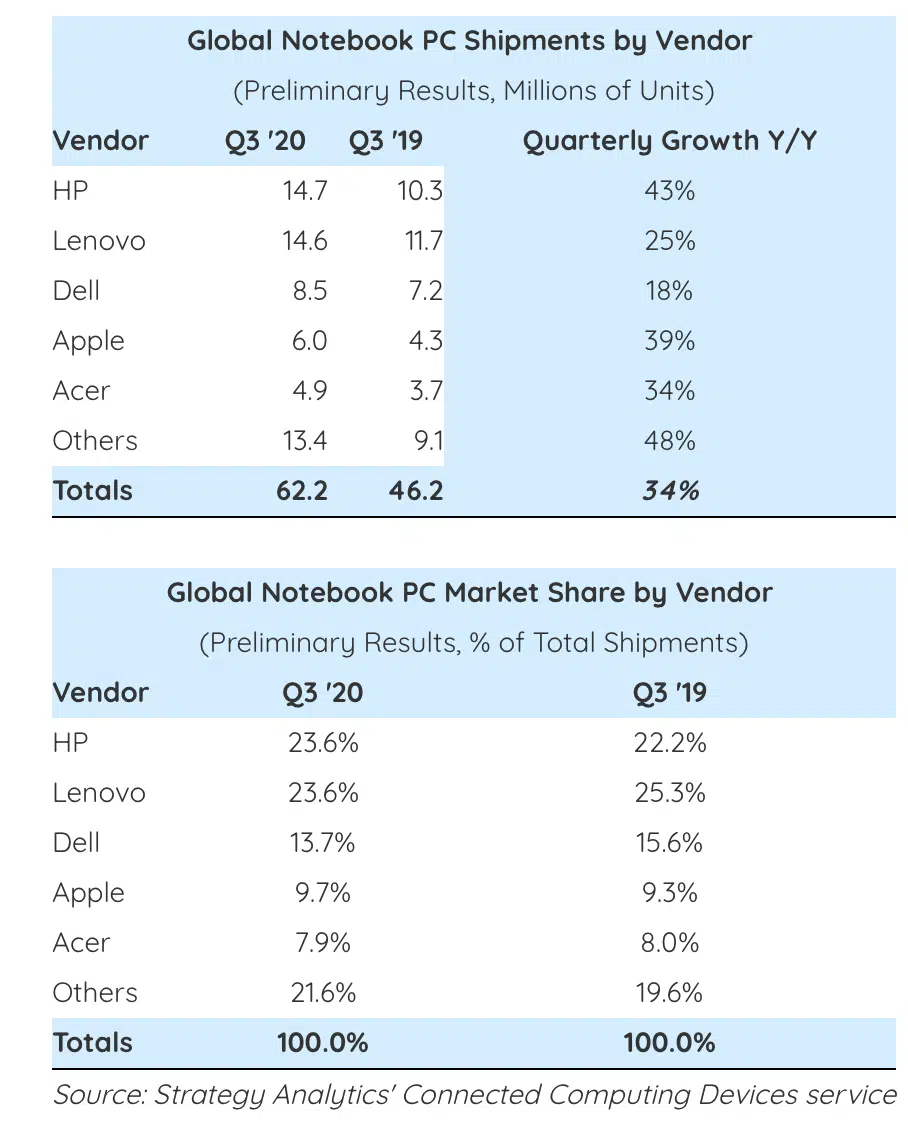 Global Notebook PC Shipments by Vendor
(Preliminary Results, Millions of Units)
Vendor Q3 '20 Q3 '19 Quarterly Growth Y/Y
HP 14.7 10.3 43%
Lenovo 14.6 11.7 25%
Dell 8.5 7.2 18%
Apple 6.0 4.3 39%
Acer 4.9 3.7 34%
Others 13.4 9.1 48%
Totals 62.2 46.2 34%
Global Notebook PC Market Share by Vendor
(Preliminary Results, % of Total Shipments)
Vendor Q3 '20 Q3 '19
HP 23.6% 22.2%
Lenovo 23.6% 25.3%
Dell 13.7% 15.6%
Apple 9.7% 9.3%
Acer 7.9% 8.0%
Others 21.6% 19.6%
Totals 100.0% 100.0%
Source: Strategy Analytics' Connected Computing Devices service